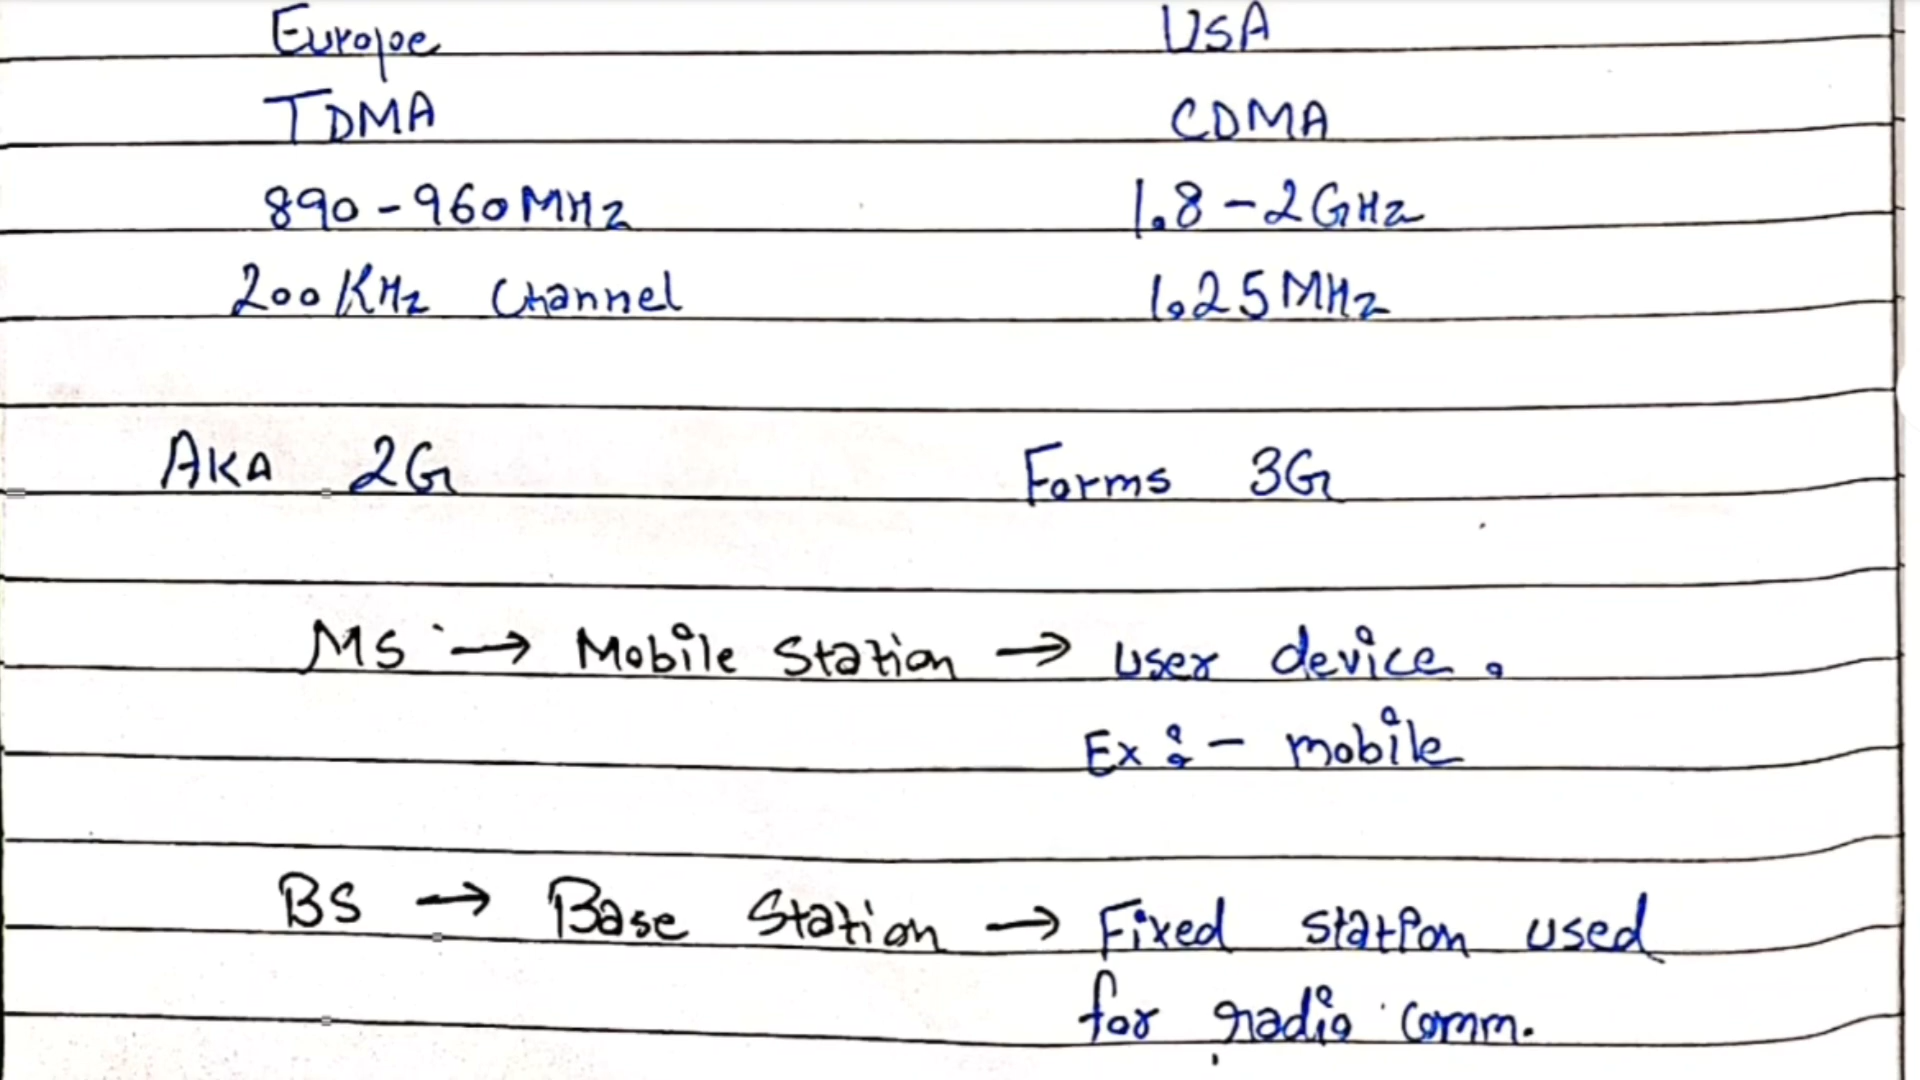 Europe USA
TDMA CDMA
890-960MHz 1.8-2GHz
200KHz Channel 1.25MHz
AKA 2G Forms 3G
MS → Mobile Station → user device.
Ex :- mobile
BS → Base Station → Fixed station used
for radio comm.